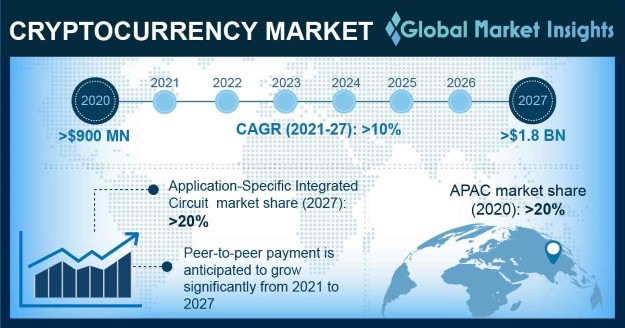 CRYPTOCURRENCY MARKET
Global Market Insights
2020
2021
2022
2023
2024
2025
2026
2027
>$900 MN
CAGR (2021-27): >10%
>$1.8 BN
Application-Specific Integrated
Circuit market share (2027):
>20%
Peer-to-peer payment is
anticipated to grow
significantly from 2021 to
2027
APAC market share
(2020): >20%